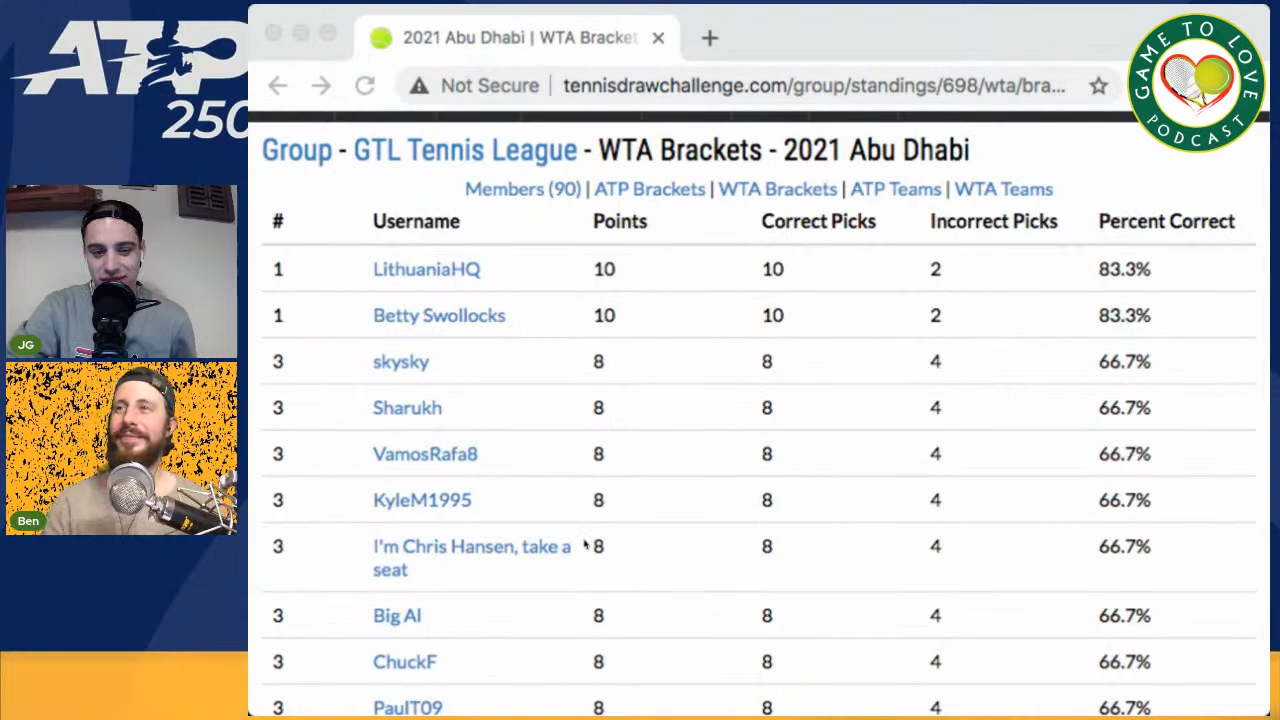 ATP
250
2021 Abu Dhabi | WTA Bracket
Not Secure
tennisdrawchallenge.com/group/standings/698/wta/bra...
GAME TO LOVE
PODCAST
Group - GTL Tennis League - WTA Brackets - 2021 Abu Dhabi
Members (90) | ATP Brackets | WTA Brackets | ATP Teams | WTA Teams
# Username Points Correct Picks Incorrect Picks Percent Correct
1 LithuaniaHQ 10 10 2 83.3%
1 Betty Swollocks 10 10 2 83.3%
3 skysky 8 8 4 66.7%
3 Sharukh 8 8 4 66.7%
3 VamosRafa8 8 8 4 66.7%
3 KyleM1995 8 8 4 66.7%
3 I'm Chris Hansen, take a 8 8 4 66.7%
seat
3 Big Al 8 8 4 66.7%
3 ChuckF 8 8 4 66.7%
3 PaulT09 8 8 4 66.7%
JG
Ben